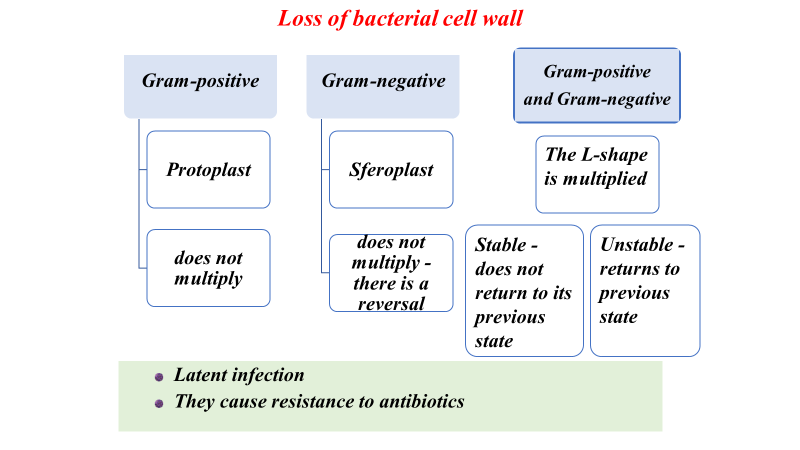 Loss of bacterial cell wall
Gram-positive
Protoplast
does not
multiply
Gram-negative
Sferoplast
does not
multiply -
there is a
reversal
Gram-positive
and Gram-negative
The L-shape
is multiplied
Stable -
does not
return to its
previous
state
Unstable -
returns to
previous
state
Latent infection
They cause resistance to antibiotics